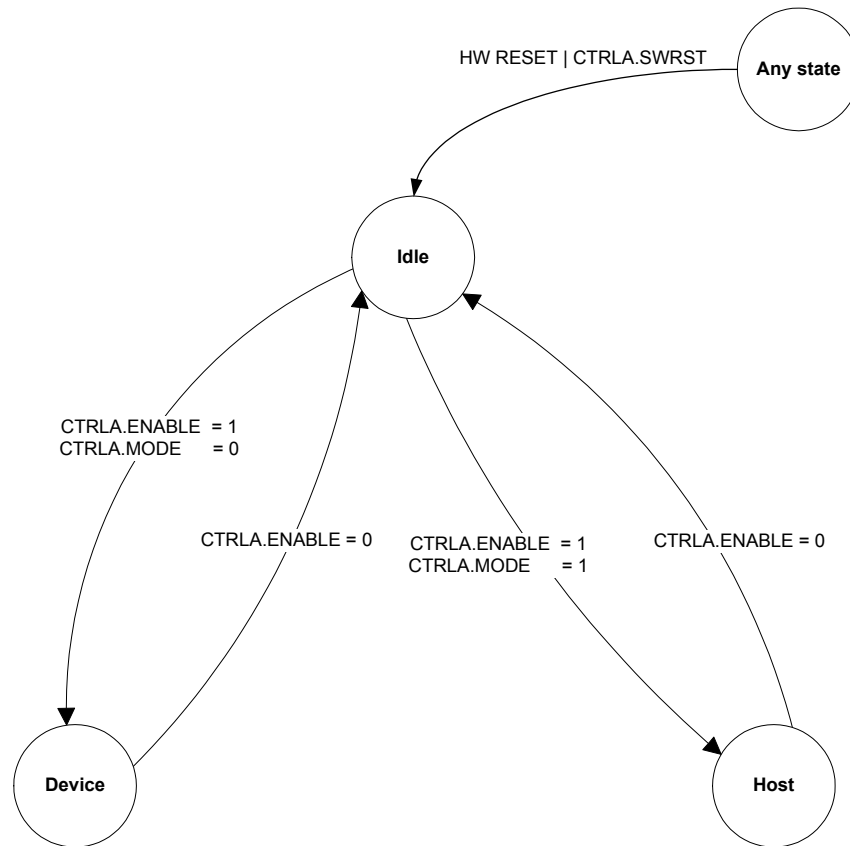 HW RESET | CTRLA.SWRST
Any state
Idle
CTRLA.ENABLE = 1
CTRLA.MODE = 0
CTRLA.ENABLE = 0
CTRLA.ENABLE = 1
CTRLA.MODE = 1
CTRLA.ENABLE = 0
Device
Host